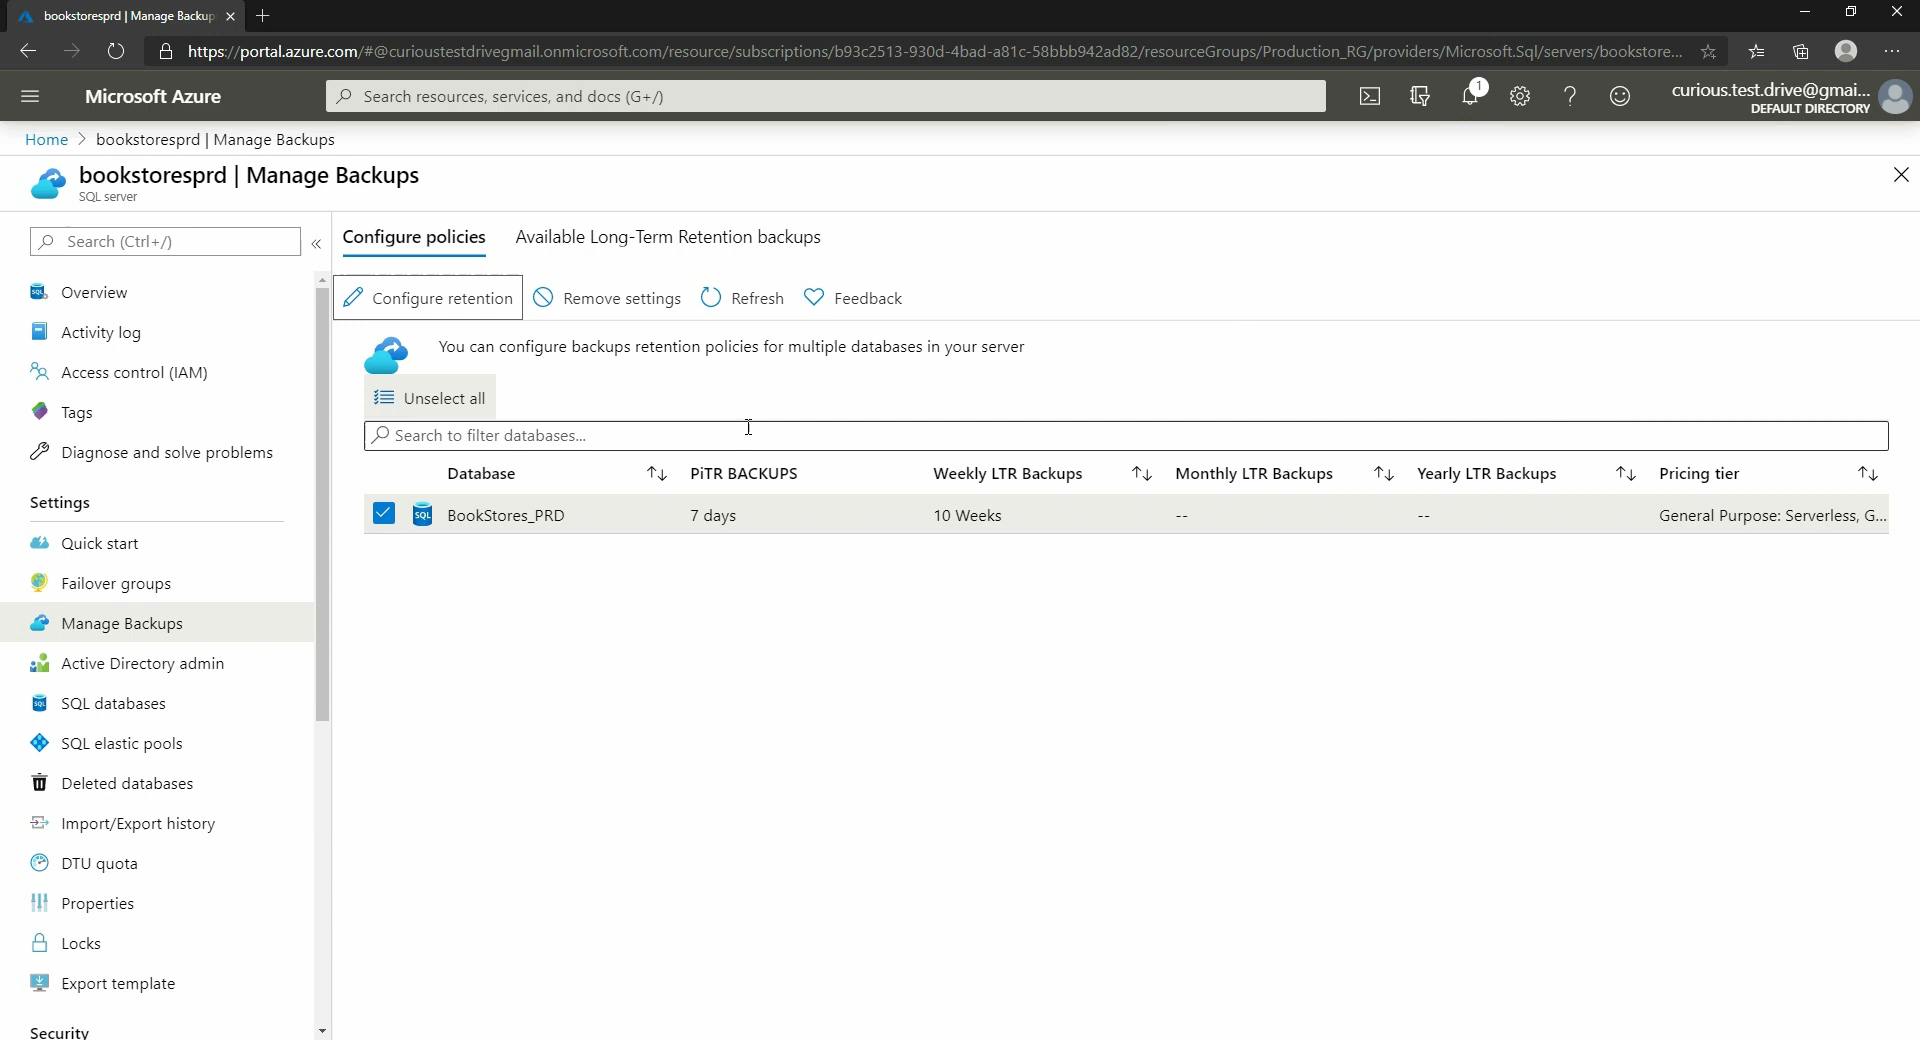 bookstoresprd | Manage Backup
https://portal.azure.com/#@curioustestdrivegmail.onmicrosoft.com/resource/subscriptions/b93c2513-930d-4bad-a81c-58bbb942ad82/resourceGroups/Production_RG/providers/Microsoft.Sql/servers/bookstore...
Microsoft Azure
Search resources, services, and docs (G+/)
1
curious.test.drive@gmai...
DEFAULT DIRECTORY
Home > bookstoresprd | Manage Backups
bookstoresprd | Manage Backups
SQL server
Search (Ctrl+/)
«
Overview
Activity log
Access control (IAM)
Tags
Diagnose and solve problems
Settings
Quick start
Failover groups
Manage Backups
Active Directory admin
SQL databases
SQL elastic pools
Deleted databases
Import/Export history
DTU quota
Properties
Locks
Export template
Security
Configure policies Available Long-Term Retention backups
Configure retention Remove settings Refresh Feedback
You can configure backups retention policies for multiple databases in your server
Unselect all
Search to filter databases...
Database PiTR BACKUPS Weekly LTR Backups Monthly LTR Backups Yearly LTR Backups Pricing tier
SQL BookStores_PRD 7 days 10 Weeks -- -- General Purpose: Serverless, G...